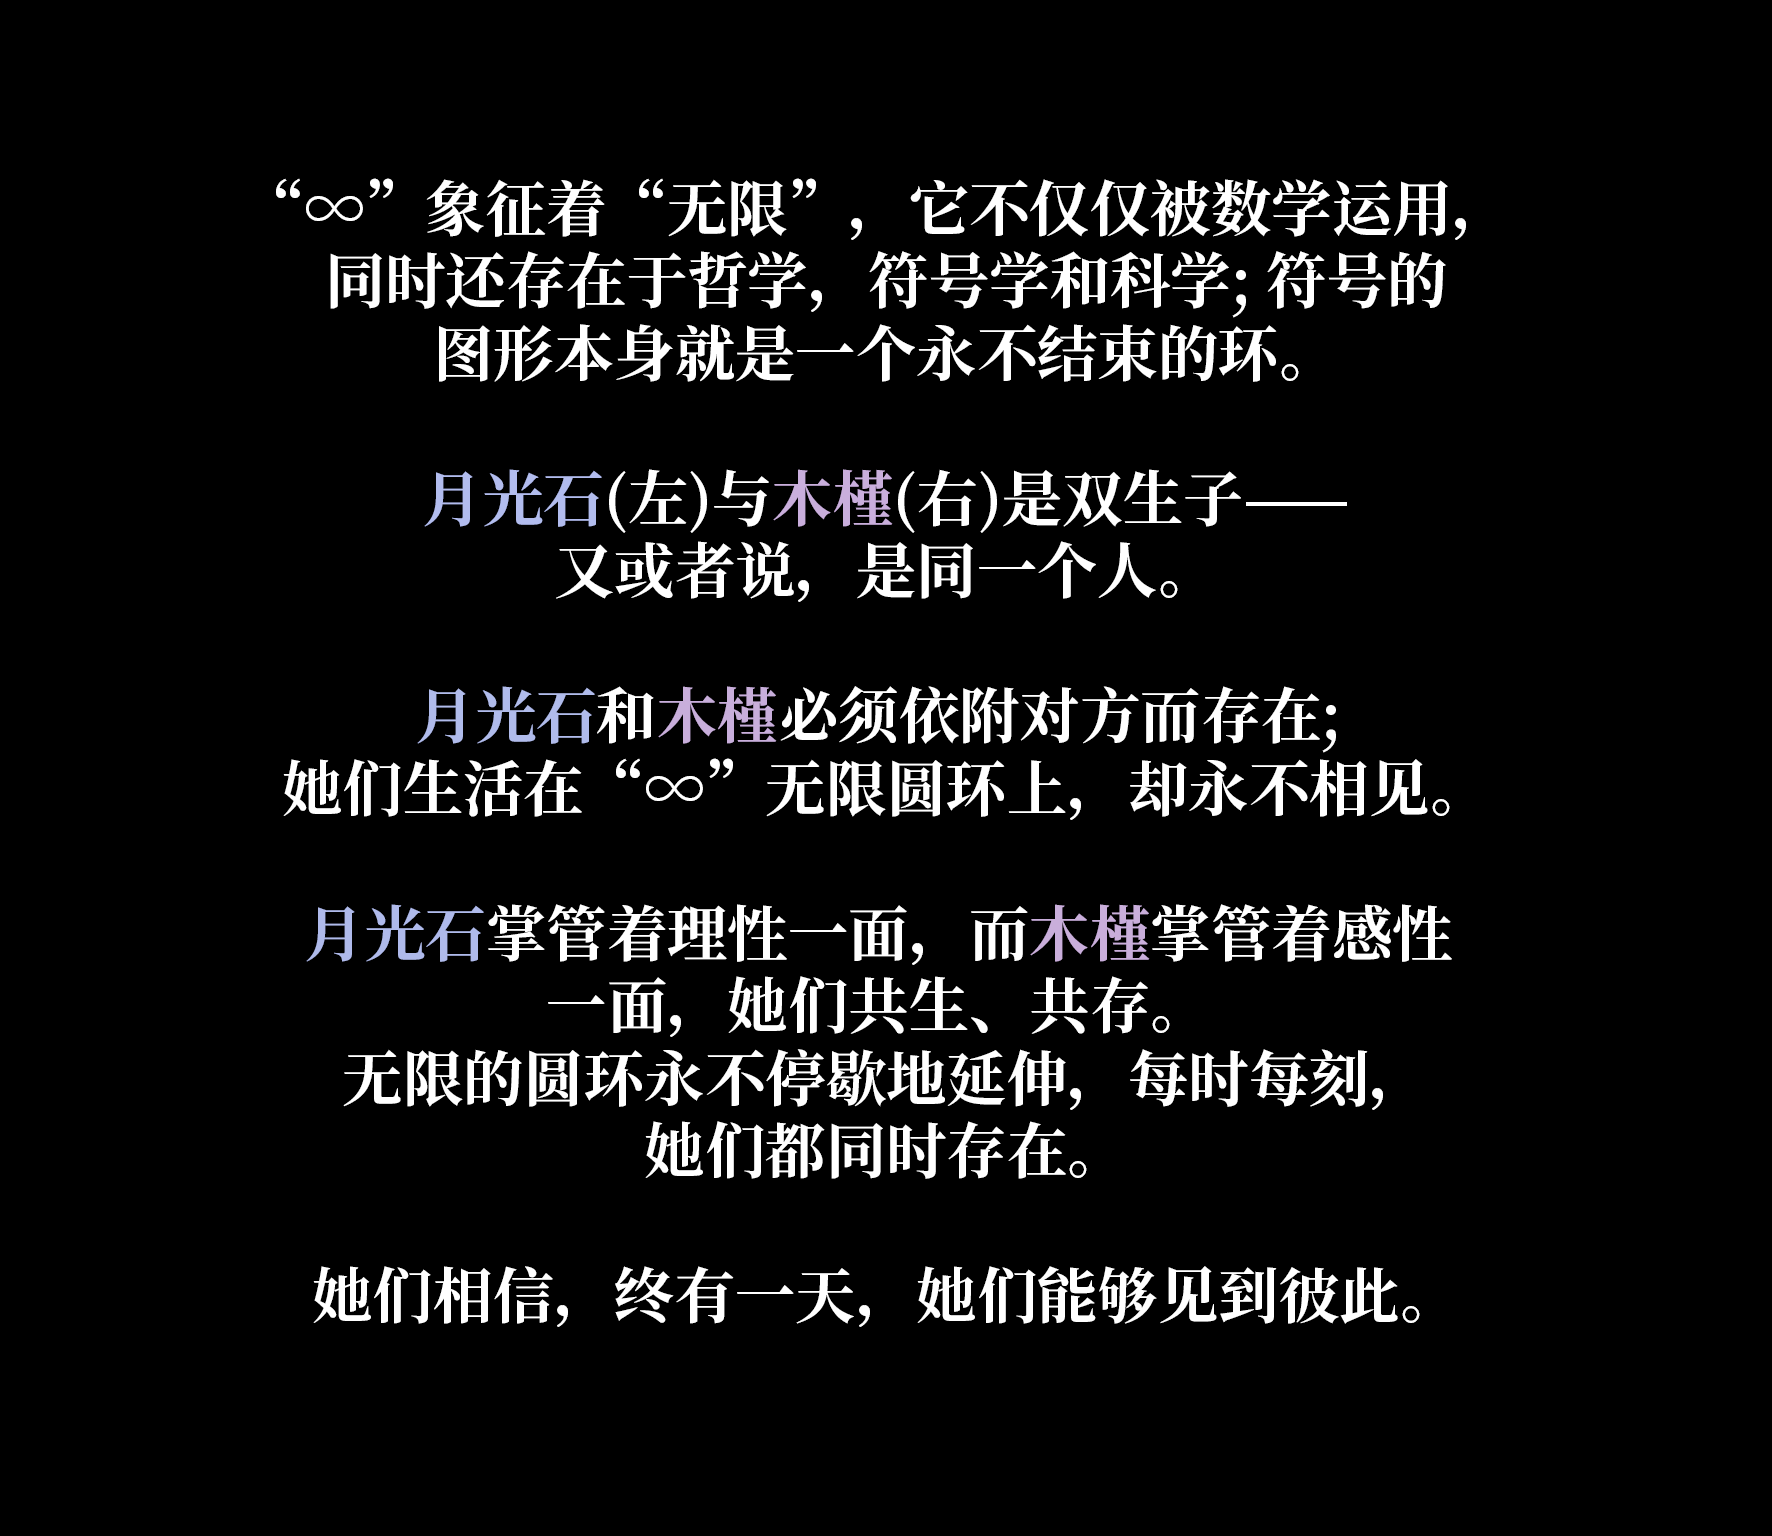 “∞”象征着“无限”，它不仅仅被数学运用，
同时还存在于哲学，符号学和科学; 符号的
图形本身就是一个永不结束的环。
月光石(左)与木槿(右)是双生子——
又或者说，是同一个人。
月光石和木槿必须依附对方而存在;
她们生活在“∞”无限圆环上，却永不相见。
月光石掌管着理性一面，而木槿掌管着感性
一面，她们共生、共存。
无限的圆环永不停歇地延伸，每时每刻，
她们都同时存在。
她们相信，终有一天，她们能够见到彼此。